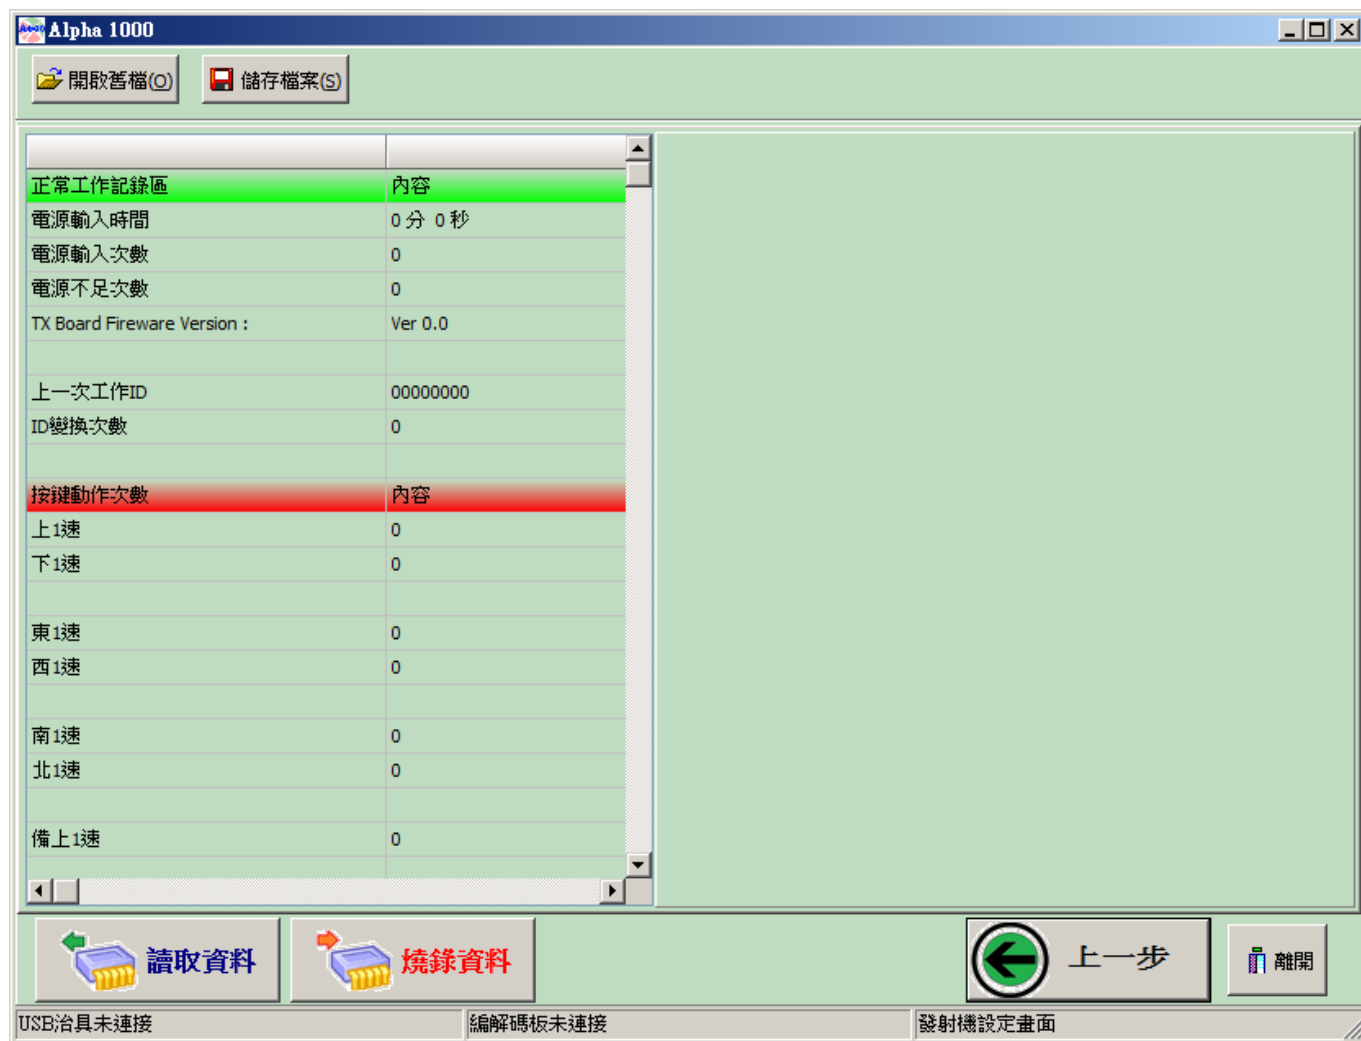 Alpha 1000
開啟舊檔(O) 儲存檔案(S)
正常工作記錄區 內容
電源輸入時間 0 分 0 秒
電源輸入次數 0
電源不足次數 0
TX Board Fireware Version : Ver 0.0
上一次工作ID 00000000
ID變換次數 0
按鍵動作次數 內容
上1速 0
下1速 0
東1速 0
西1速 0
南1速 0
北1速 0
備上1速 0
讀取資料 燒錄資料 上一步 離開
USB治具未連接 編解碼板未連接 發射機設定畫面